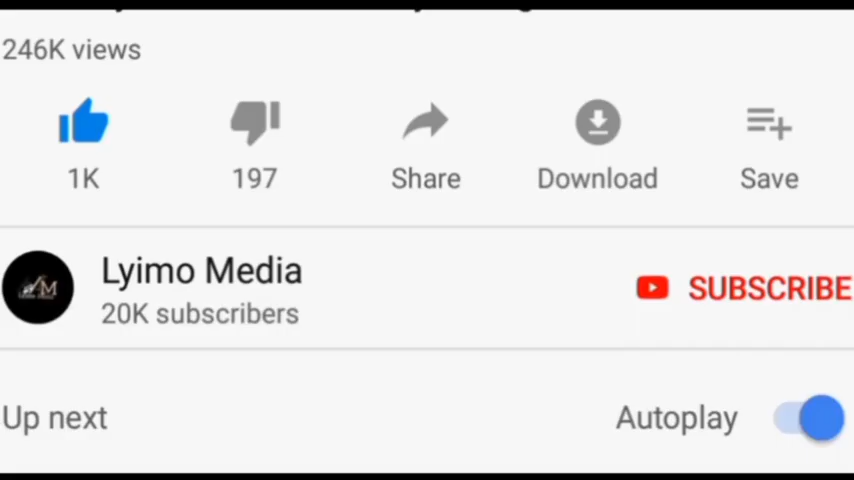 246K views
1K 197 Share Download Save
Lyimo Media
SUBSCRIBE
20K subscribers
Up next Autoplay